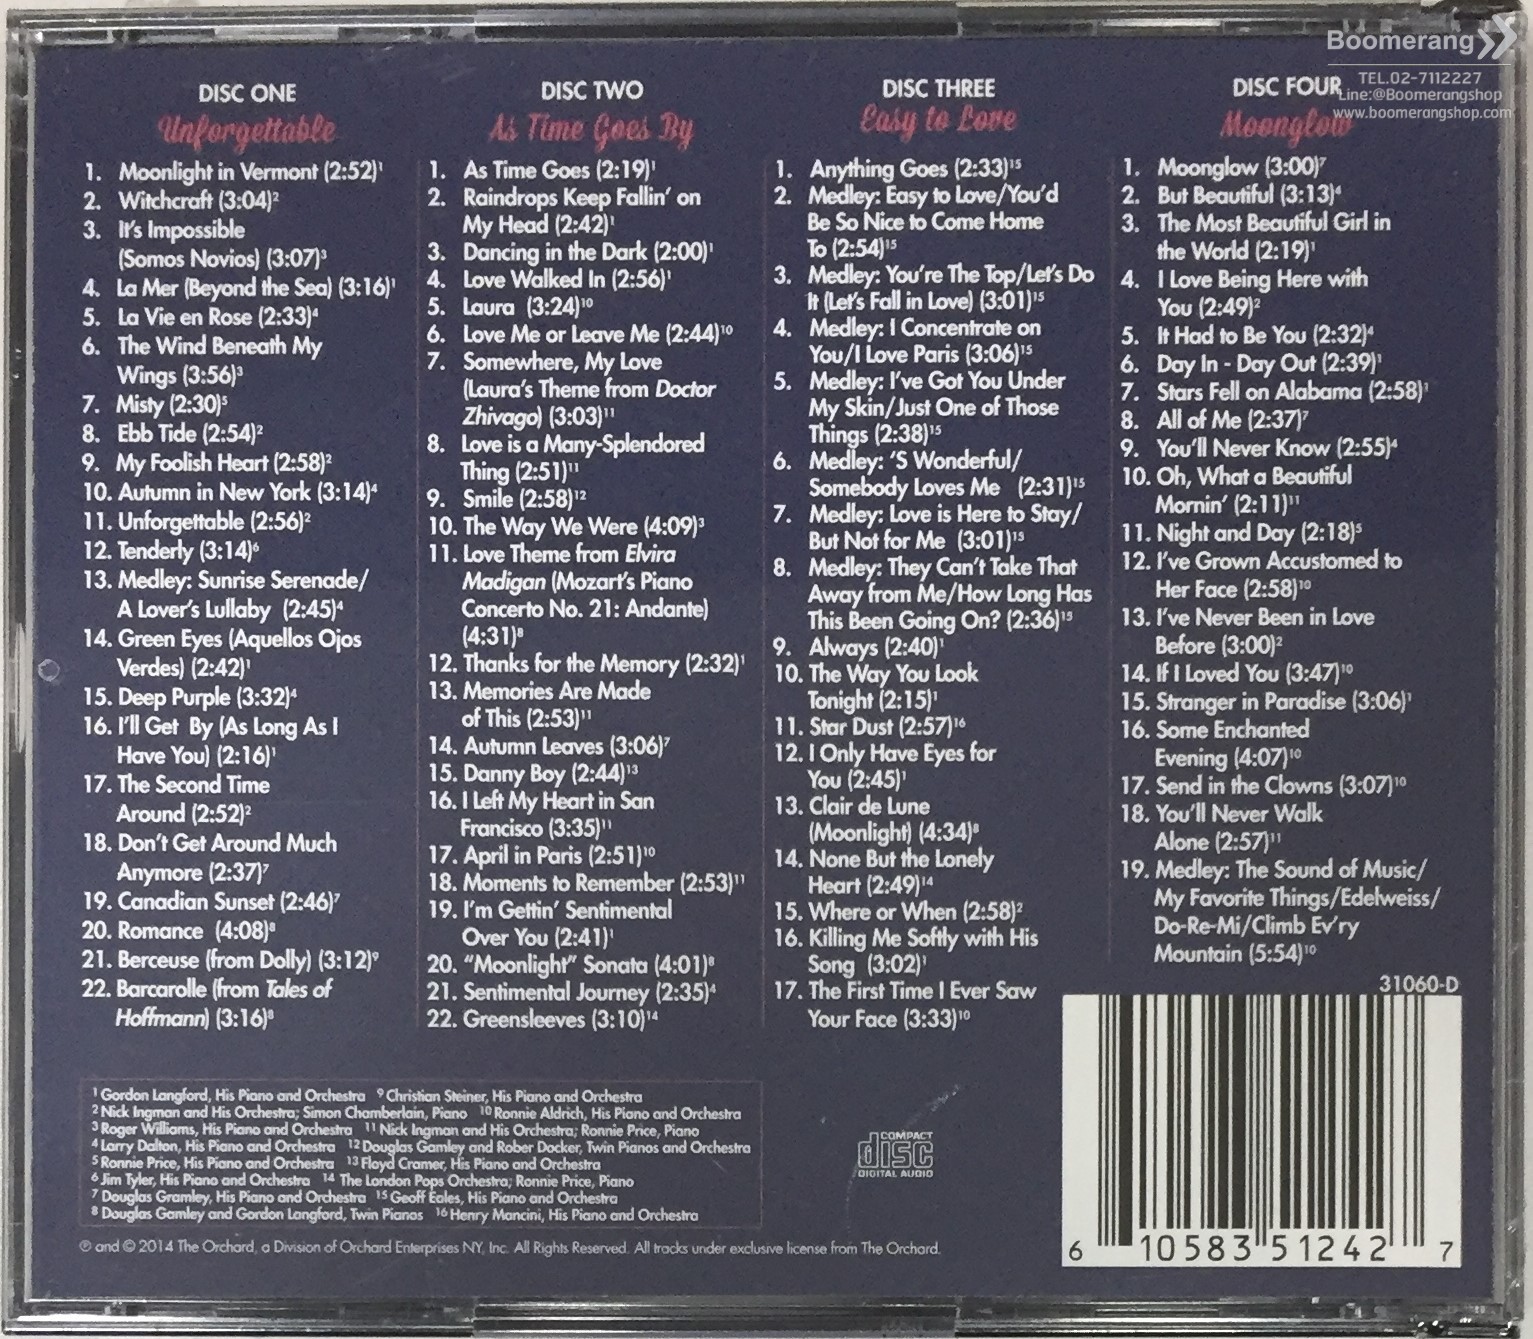 Boomerang
TEL.02-7112227
Line:@Boomerangshop
www.boomerangshop.com
DISC ONE
Unforgettable
1. Moonlight in Vermont (2:52)¹
2. Witchcraft (3:04)²
3. It's Impossible
(Somos Novios) (3:07)³
4. La Mer (Beyond the Sea) (3:16)¹
5. La Vie en Rose (2:33)⁴
6. The Wind Beneath My
Wings (3:56)³
7. Misty (2:30)⁵
8. Ebb Tide (2:54)²
9. My Foolish Heart (2:58)²
10. Autumn in New York (3:14)⁴
11. Unforgettable (2:56)²
12. Tenderly (3:14)⁶
13. Medley: Sunrise Serenade/
A Lover's Lullaby (2:45)⁴
14. Green Eyes (Aquellos Ojos
Verdes) (2:42)¹
15. Deep Purple (3:32)⁴
16. I'll Get By (As Long As I
Have You) (2:16)¹
17. The Second Time
Around (2:52)²
18. Don't Get Around Much
Anymore (2:37)⁷
19. Canadian Sunset (2:46)⁷
20. Romance (4:08)⁸
21. Berceuse (from Dolly) (3:12)⁹
22. Barcarolle (from Tales of
Hoffmann) (3:16)⁸
DISC TWO
As Time Goes By
1. As Time Goes (2:19)¹
2. Raindrops Keep Fallin' on
My Head (2:42)¹
3. Dancing in the Dark (2:00)¹
4. Love Walked In (2:56)¹
5. Laura (3:24)¹⁰
6. Love Me or Leave Me (2:44)¹⁰
7. Somewhere, My Love
(Laura's Theme from Doctor
Zhivago) (3:03)¹¹
8. Love is a Many-Splendored
Thing (2:51)¹¹
9. Smile (2:58)¹²
10. The Way We Were (4:09)³
11. Love Theme from Elvira
Madigan (Mozart's Piano
Concerto No. 21: Andante)
(4:31)⁸
12. Thanks for the Memory (2:32)¹
13. Memories Are Made
of This (2:53)¹¹
14. Autumn Leaves (3:06)⁷
15. Danny Boy (2:44)¹³
16. I Left My Heart in San
Francisco (3:35)¹¹
17. April in Paris (2:51)¹⁰
18. Moments to Remember (2:53)¹¹
19. I'm Gettin' Sentimental
Over You (2:41)¹
20. "Moonlight" Sonata (4:01)⁸
21. Sentimental Journey (2:35)⁴
22. Greensleeves (3:10)¹⁴
DISC THREE
Easy to Love
1. Anything Goes (2:33)¹⁵
2. Medley: Easy to Love/You'd
Be So Nice to Come Home
To (2:54)¹⁵
3. Medley: You're The Top/Let's Do
It (Let's Fall in Love) (3:01)¹⁵
4. Medley: I Concentrate on
You/I Love Paris (3:06)¹⁵
5. Medley: I've Got You Under
My Skin/Just One of Those
Things (2:38)¹⁵
6. Medley: 'S Wonderful/
Somebody Loves Me (2:31)¹⁵
7. Medley: Love is Here to Stay/
But Not for Me (3:01)¹⁵
8. Medley: They Can't Take That
Away from Me/How Long Has
This Been Going On? (2:36)¹⁵
9. Always (2:40)¹
10. The Way You Look
Tonight (2:15)¹
11. Star Dust (2:57)¹⁶
12. I Only Have Eyes for
You (2:45)¹
13. Clair de Lune
(Moonlight) (4:34)⁸
14. None But the Lonely
Heart (2:49)¹⁴
15. Where or When (2:58)²
16. Killing Me Softly with His
Song (3:02)¹
17. The First Time I Ever Saw
Your Face (3:33)¹⁰
DISC FOUR
Moonglow
1. Moonglow (3:00)⁷
2. But Beautiful (3:13)⁴
3. The Most Beautiful Girl in
the World (2:19)¹
4. I Love Being Here with
You (2:49)²
5. It Had to Be You (2:32)⁴
6. Day In - Day Out (2:39)¹
7. Stars Fell on Alabama (2:58)¹
8. All of Me (2:37)⁷
9. You'll Never Know (2:55)⁴
10. Oh, What a Beautiful
Mornin' (2:11)¹¹
11. Night and Day (2:18)⁵
12. I've Grown Accustomed to
Her Face (2:58)¹⁰
13. I've Never Been in Love
Before (3:00)²
14. If I Loved You (3:47)¹⁰
15. Stranger in Paradise (3:06)¹
16. Some Enchanted
Evening (4:07)¹⁰
17. Send in the Clowns (3:07)¹⁰
18. You'll Never Walk
Alone (2:57)¹¹
19. Medley: The Sound of Music/
My Favorite Things/Edelweiss/
Do-Re-Mi/Climb Ev'ry
Mountain (5:54)¹⁰
31060-D
6 10583 51242 7
¹ Gordon Langford, His Piano and Orchestra ⁹ Christian Steiner, His Piano and Orchestra
² Nick Ingman and His Orchestra; Simon Chamberlain, Piano ¹⁰ Ronnie Aldrich, His Piano and Orchestra
³ Roger Williams, His Piano and Orchestra ¹¹ Nick Ingman and His Orchestra; Ronnie Price, Piano
⁴ Larry Dalton, His Piano and Orchestra ¹² Douglas Gamley and Rober Docker, Twin Pianos and Orchestra
⁵ Ronnie Price, His Piano and Orchestra ¹³ Floyd Cramer, His Piano and Orchestra
⁶ Jim Tyler, His Piano and Orchestra ¹⁴ The London Pops Orchestra; Ronnie Price, Piano
⁷ Douglas Gramley, His Piano and Orchestra ¹⁵ Geoff Eales, His Piano and Orchestra
⁸ Douglas Gamley and Gordon Langford, Twin Pianos ¹⁶ Henry Mancini, His Piano and Orchestra
COMPACT
disc
DIGITAL AUDIO
℗ and © 2014 The Orchard, a Division of Orchard Enterprises NY, Inc. All Rights Reserved. All tracks under exclusive license from The Orchard.